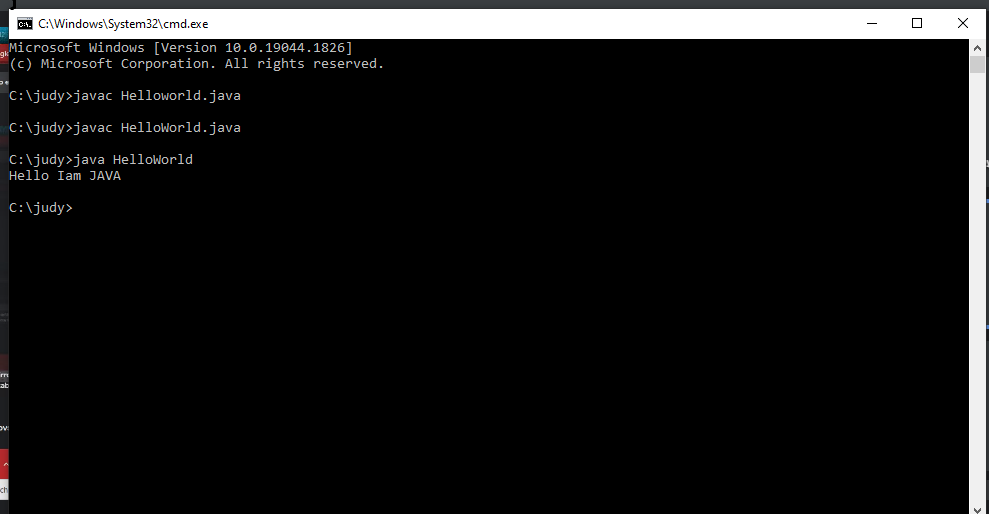 C:\Windows\System32\cmd.exe
Microsoft Windows [Version 10.0.19044.1826]
(c) Microsoft Corporation. All rights reserved.
C:\judy>javac Helloworld.java
C:\judy>javac HelloWorld.java
C:\judy>java HelloWorld
Hello Iam JAVA
C:\judy>